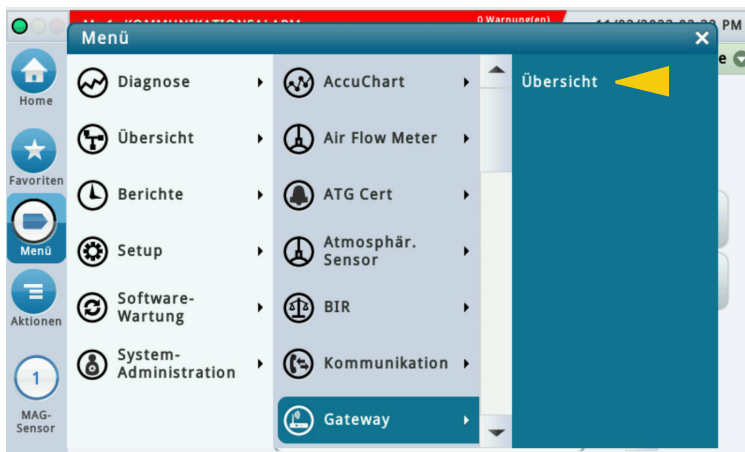 0 Warnung(en)
PM
Menü
e
Home
Favoriten
Menü
Aktionen
1
MAG-
Sensor
Diagnose
Übersicht
Berichte
Setup
Software-
Wartung
System-
Administration
AccuChart
Air Flow Meter
ATG Cert
Atmosphär.
Sensor
BIR
Kommunikation
Gateway
Übersicht